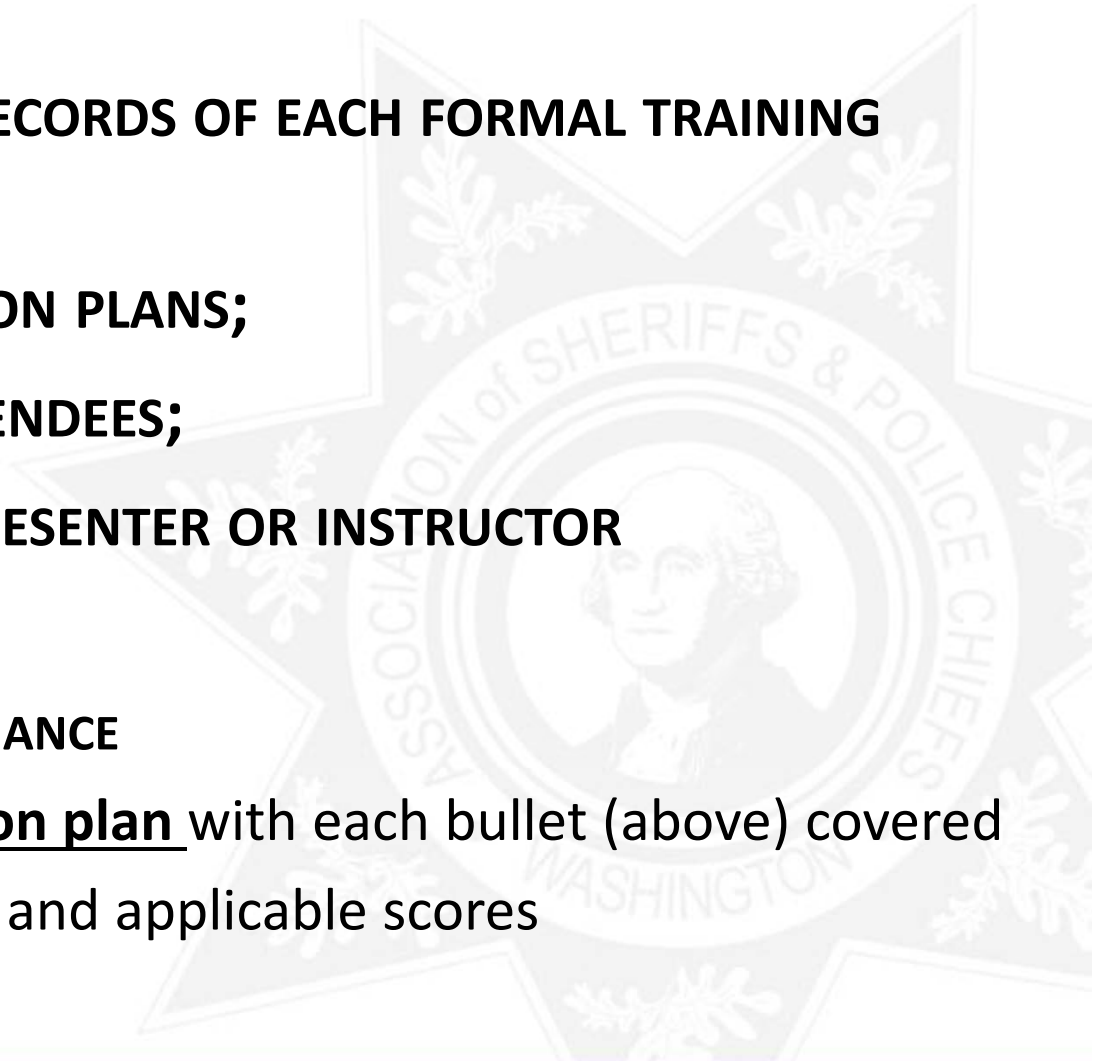 ECORDS OF EACH FORMAL TRAINING
ON PLANS;
ENDEES;
ESENTER OR INSTRUCTOR
ANCE
on plan with each bullet (above) covered
and applicable scores
ASSOCIATION of SHERIFFS & POLICE CHIEFS
WASHINGTON